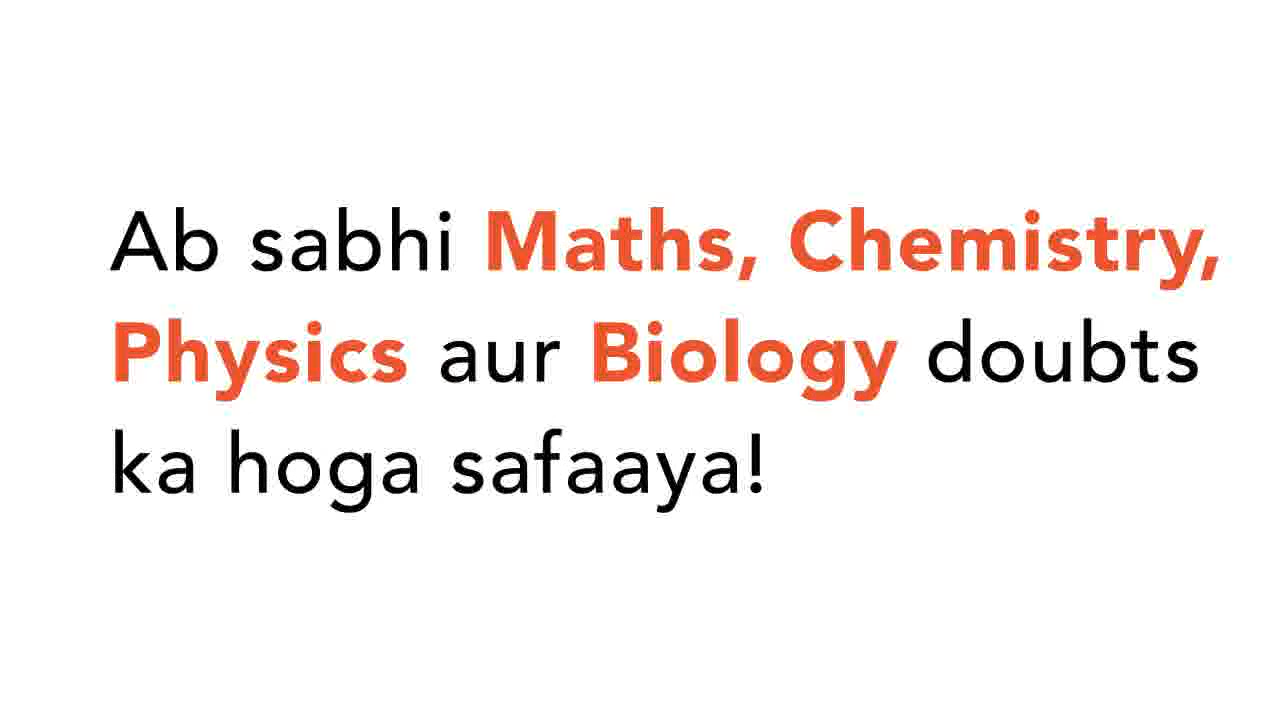 Ab sabhi Maths, Chemistry,
Physics aur Biology doubts
ka hoga safaaya!